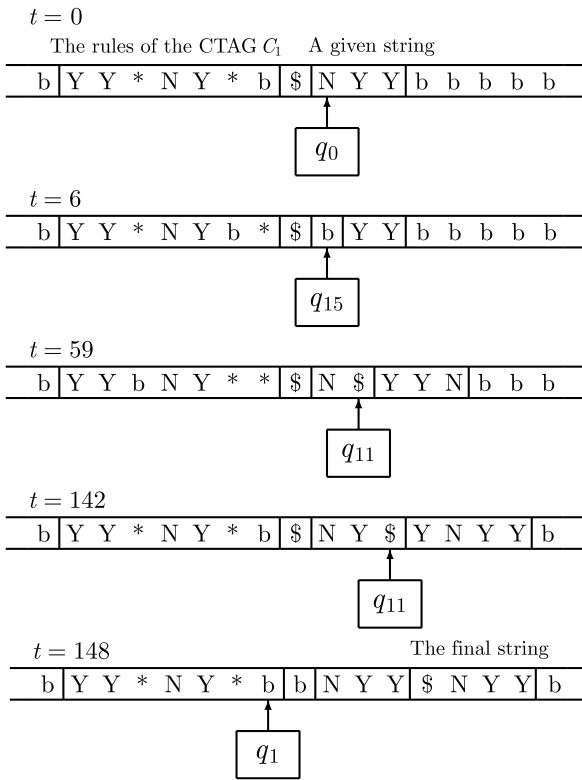 t = 0
The rules of the CTAG C₁ A given string
b Y Y * N Y * b $ N Y Y b b b b b
q₀
t = 6
b Y Y * N Y b * $ b Y Y b b b b b
q₁₅
t = 59
b Y Y b N Y * * $ N $ Y Y N b b b
q₁₁
t = 142
b Y Y * N Y * b $ N Y $ Y N Y Y b
q₁₁
t = 148
The final string
b Y Y * N Y * b b N Y Y $ N Y Y b
q₁